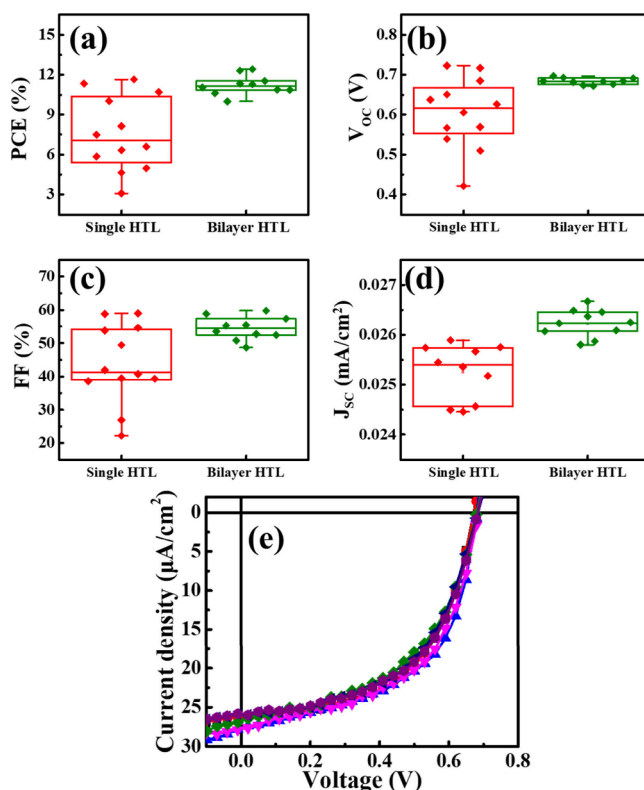 (a)
PCE (%)
15
12
9
6
3
Single HTL Bilayer HTL
(b)
V_OC (V)
0.8
0.7
0.6
0.5
0.4
Single HTL Bilayer HTL
(c)
FF (%)
70
60
50
40
30
20
Single HTL Bilayer HTL
(d)
J_SC (mA/cm²)
0.027
0.026
0.025
0.024
Single HTL Bilayer HTL
(e)
Current density (µA/cm²)
0
5
10
15
20
25
30
0.0 0.2 0.4 0.6 0.8
Voltage (V)